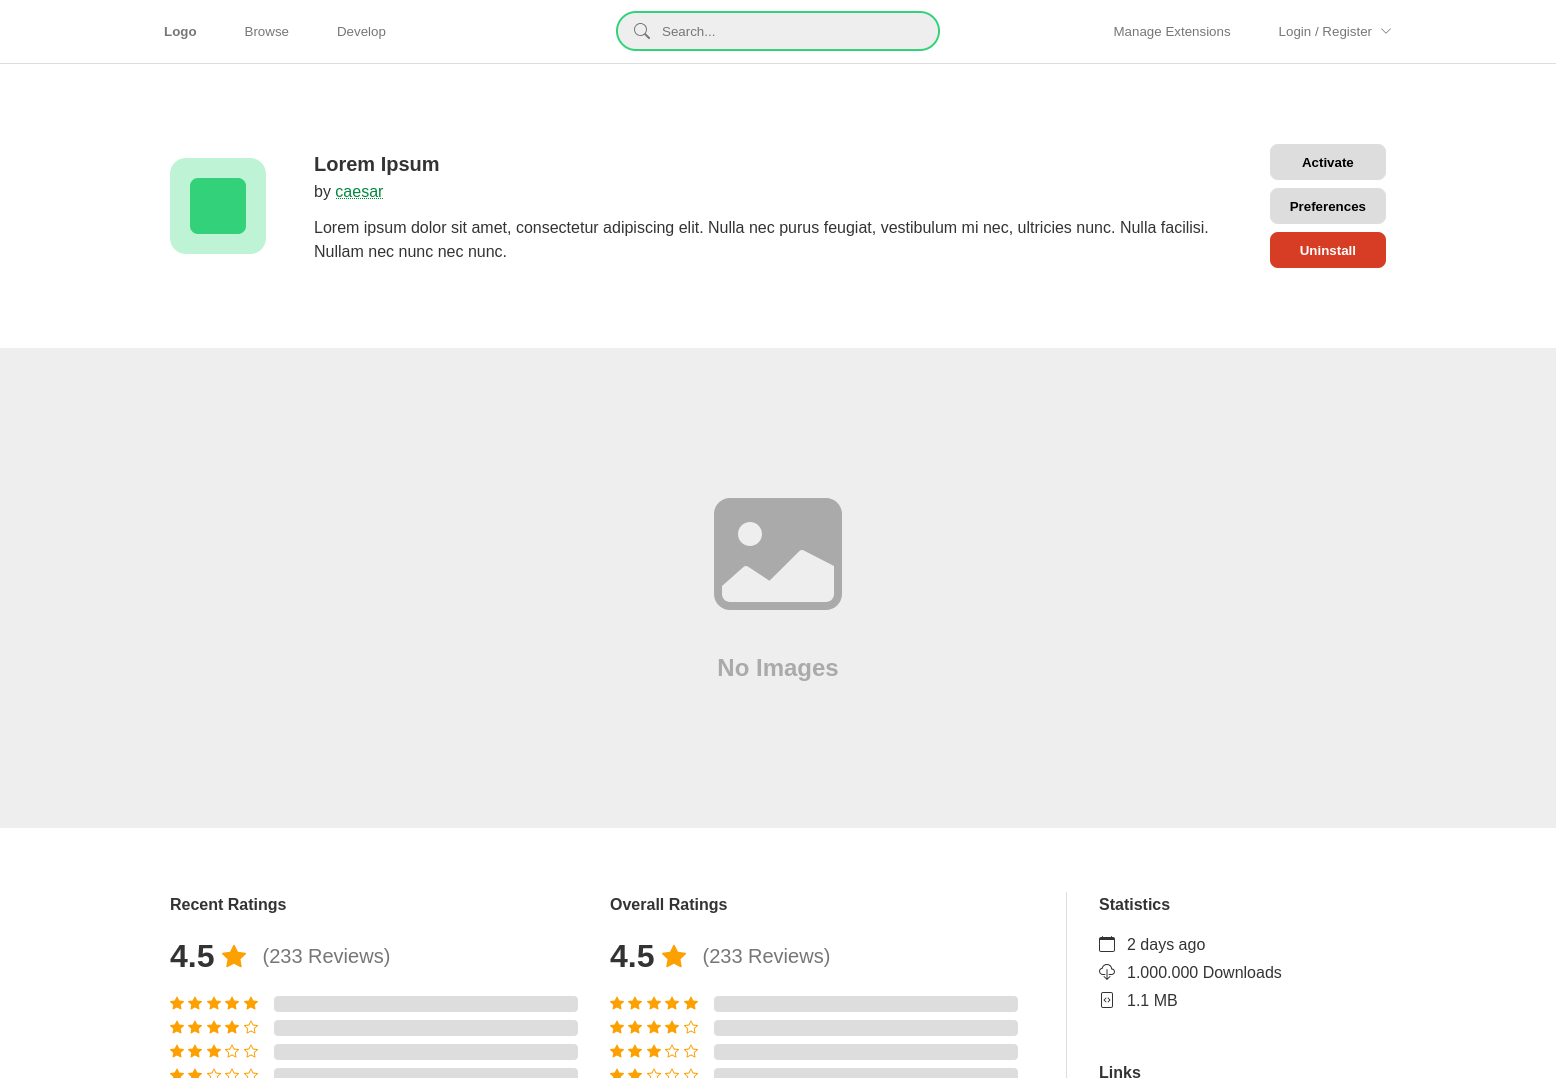 Logo
Browse
Develop
Search...
Manage Extensions
Login / Register
Lorem Ipsum
by caesar
Lorem ipsum dolor sit amet, consectetur adipiscing elit. Nulla nec purus feugiat, vestibulum mi nec, ultricies nunc. Nulla facilisi.
Nullam nec nunc nec nunc.
Activate
Preferences
Uninstall
No Images
Recent Ratings
4.5
(233 Reviews)
Overall Ratings
4.5
(233 Reviews)
Statistics
2 days ago
1.000.000 Downloads
1.1 MB
Links